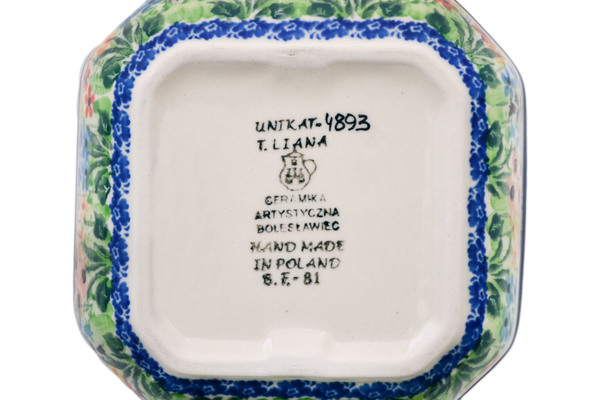 UNIKAT-4893
T. LIANA
CERAMIKA
ARTYSTYCZNA
BOLESŁAWIEC
HAND MADE
IN POLAND
S.F.-81